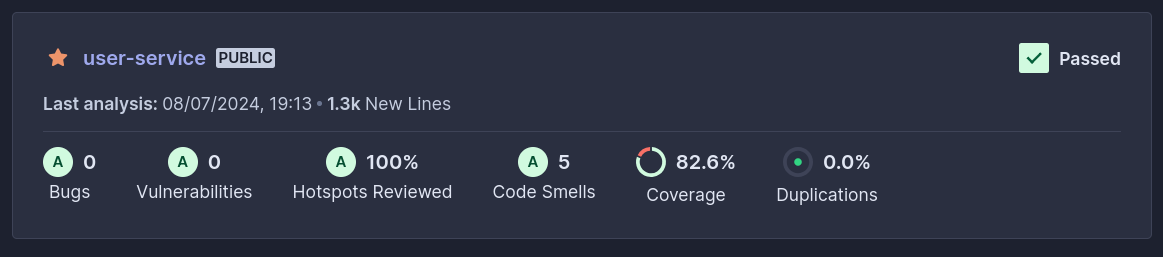 user-service PUBLIC
Passed
Last analysis: 08/07/2024, 19:13 • 1.3k New Lines
A 0
Bugs
A 0
Vulnerabilities
A 100%
Hotspots Reviewed
A 5
Code Smells
82.6%
Coverage
0.0%
Duplications